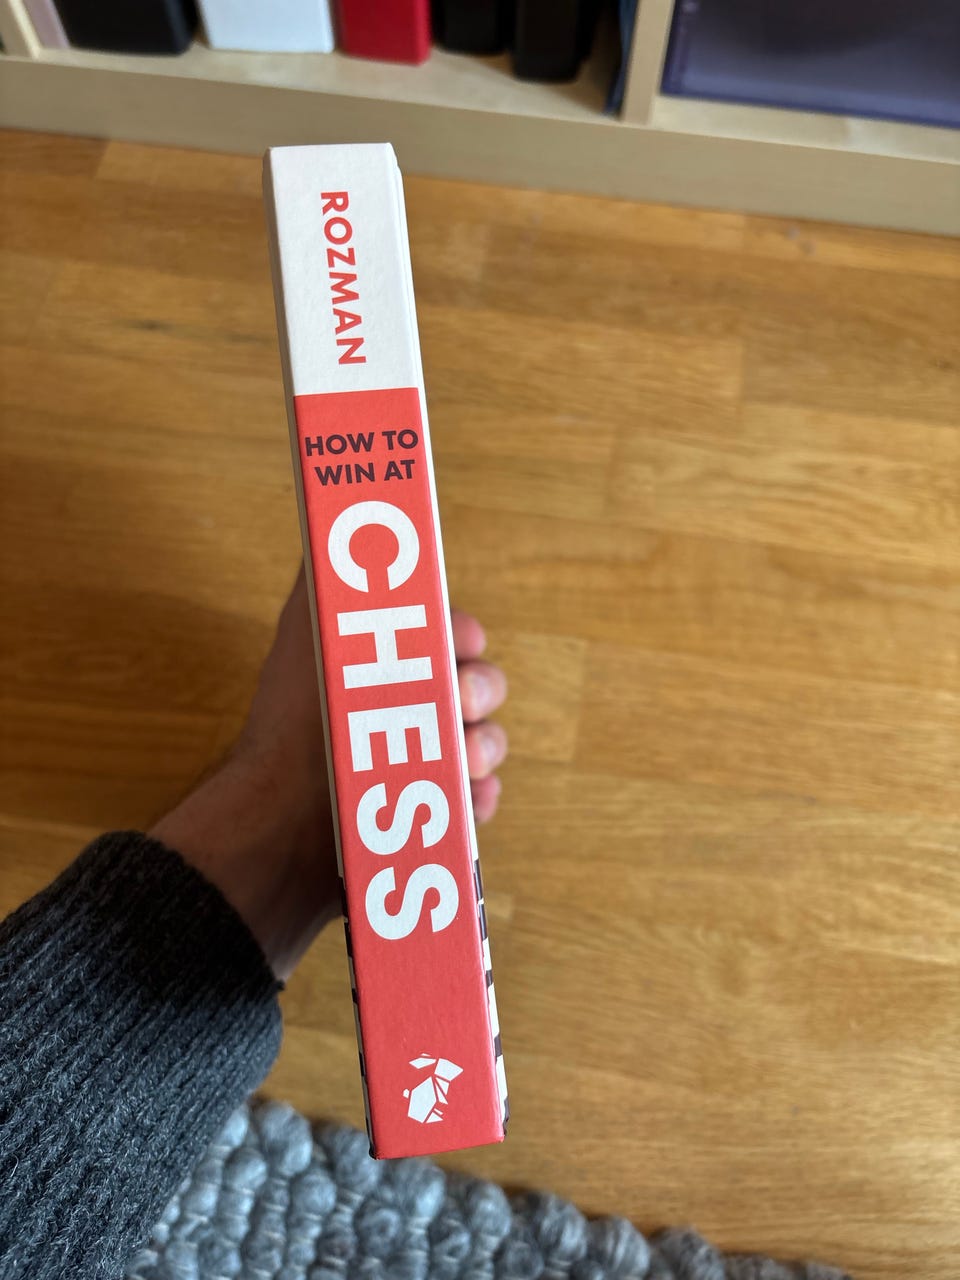 ROZMAN
HOW TO
WIN AT
CHESS